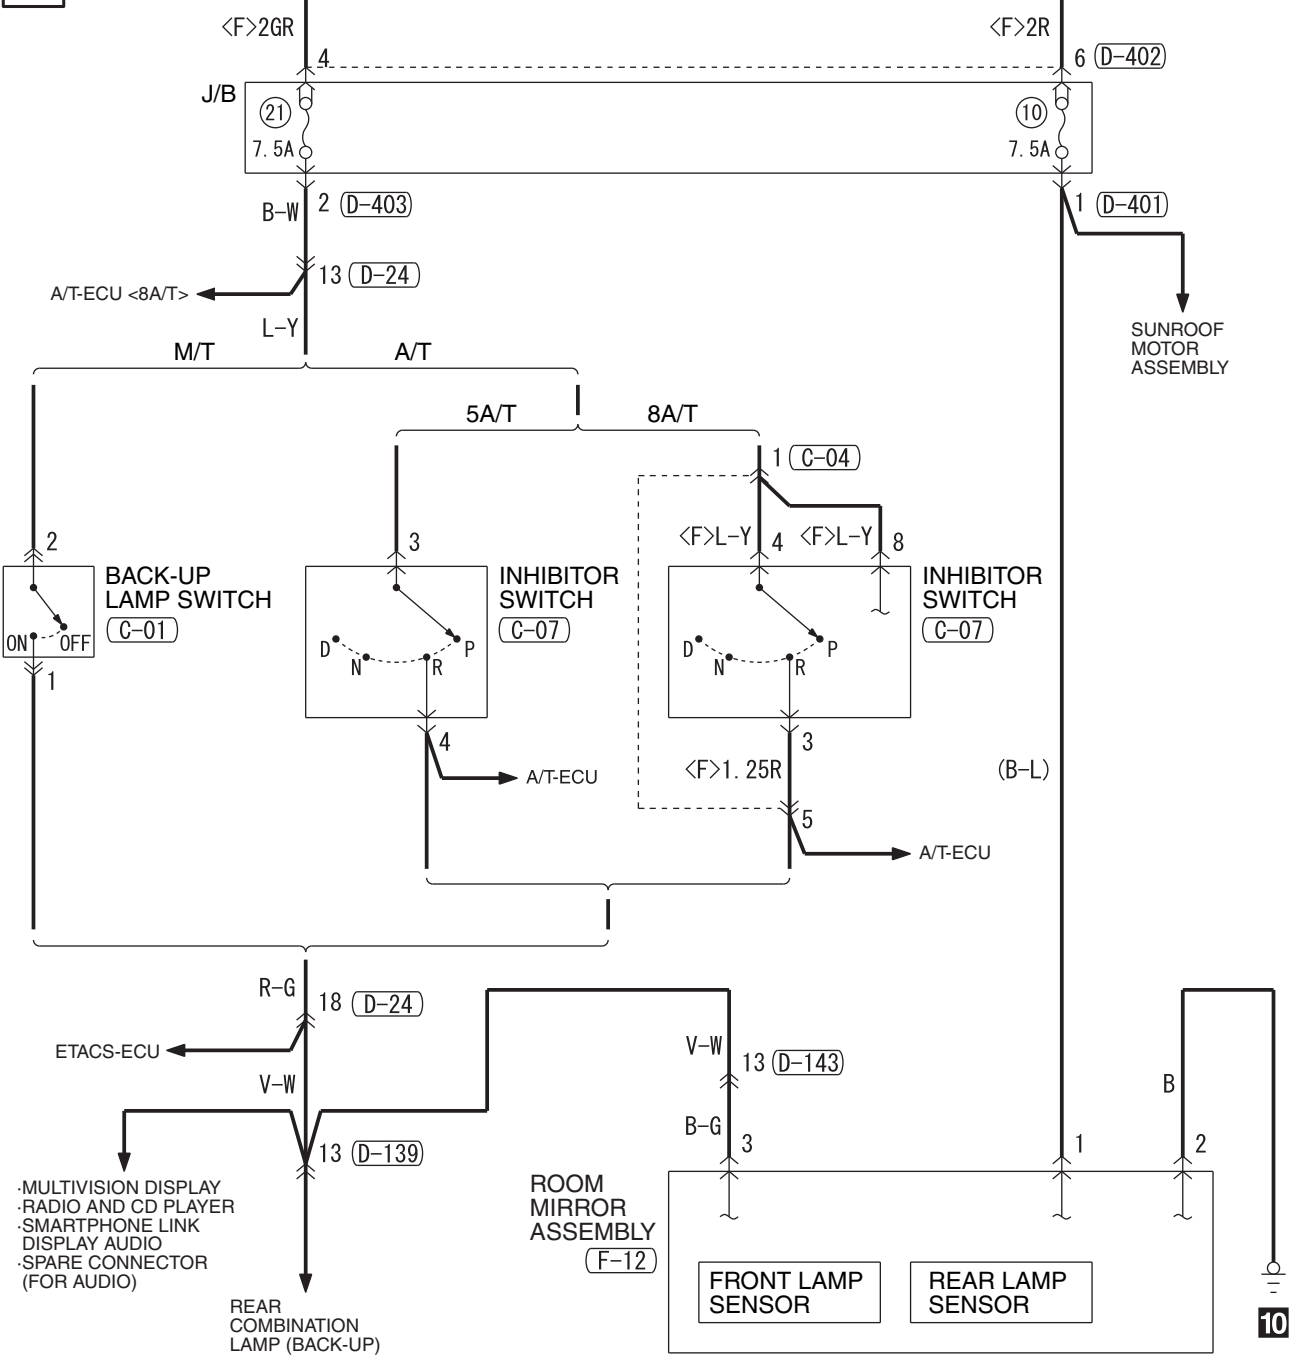 <F>2GR
<F>2R
4
6 (D-402)
J/B
21
7.5A
10
7.5A
B-W
2 (D-403)
1 (D-401)
13 (D-24)
A/T-ECU <8A/T>
L-Y
SUNROOF
MOTOR
ASSEMBLY
M/T
A/T
5A/T
8A/T
1 (C-04)
2
3
<F>L-Y
4
<F>L-Y
8
BACK-UP
LAMP SWITCH
C-01
ON
OFF
1
INHIBITOR
SWITCH
C-07
D
N
R
P
4
A/T-ECU
INHIBITOR
SWITCH
C-07
D
N
R
P
3
<F>1.25R
5
A/T-ECU
(B-L)
R-G
18 (D-24)
ETACS-ECU
V-W
V-W
13 (D-143)
B
B-G
3
1
2
13 (D-139)
·MULTIVISION DISPLAY
·RADIO AND CD PLAYER
·SMARTPHONE LINK
DISPLAY AUDIO
·SPARE CONNECTOR
(FOR AUDIO)
REAR
COMBINATION
LAMP (BACK-UP)
ROOM
MIRROR
ASSEMBLY
F-12
FRONT LAMP
SENSOR
REAR LAMP
SENSOR
10